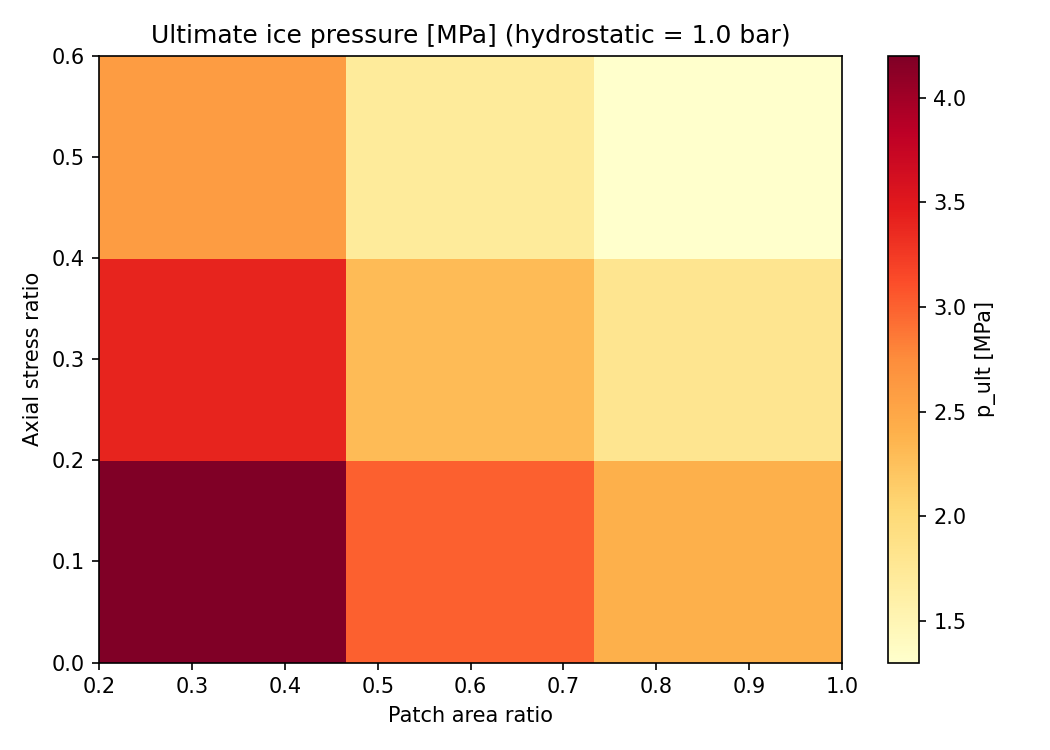 Ultimate ice pressure [MPa] (hydrostatic = 1.0 bar)
0.6
0.5
0.4
0.3
0.2
0.1
0.0
Axial stress ratio
0.2 0.3 0.4 0.5 0.6 0.7 0.8 0.9 1.0
Patch area ratio
4.0
3.5
3.0
2.5
2.0
1.5
p_ult [MPa]